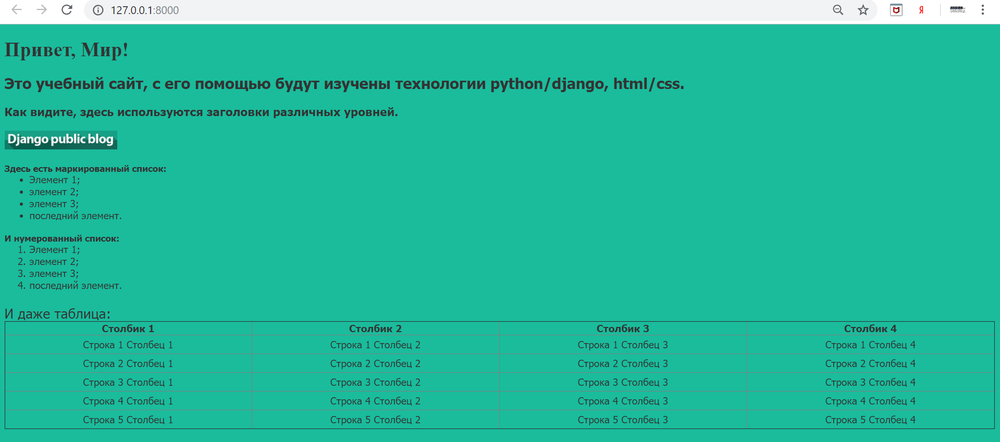 127.0.0.1:8000
Я
Привет, Мир!
Это учебный сайт, с его помощью будут изучены технологии python/django, html/css.
Как видите, здесь используются заголовки различных уровней.
Django public blog
Здесь есть маркированный список:
• Элемент 1;
• элемент 2;
• элемент 3;
• последний элемент.
И нумерованный список:
1. Элемент 1;
2. элемент 2;
3. элемент 3;
4. последний элемент.
И даже таблица:
Столбик 1 Столбик 2 Столбик 3 Столбик 4
Строка 1 Столбец 1 Строка 1 Столбец 2 Строка 1 Столбец 3 Строка 1 Столбец 4
Строка 2 Столбец 1 Строка 2 Столбец 2 Строка 2 Столбец 3 Строка 2 Столбец 4
Строка 3 Столбец 1 Строка 3 Столбец 2 Строка 3 Столбец 3 Строка 3 Столбец 4
Строка 4 Столбец 1 Строка 4 Столбец 2 Строка 4 Столбец 3 Строка 4 Столбец 4
Строка 5 Столбец 1 Строка 5 Столбец 2 Строка 5 Столбец 3 Строка 5 Столбец 4